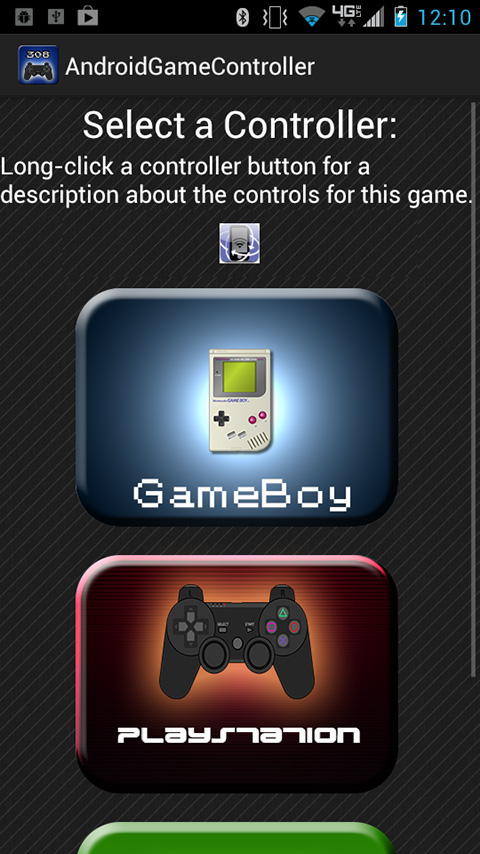 4G LTE 12:10
308 AndroidGameController
Select a Controller:
Long-click a controller button for a
description about the controls for this game.
Nintendo GAME BOY
GameBoy
L R
SELECT START
PLAYSTATION